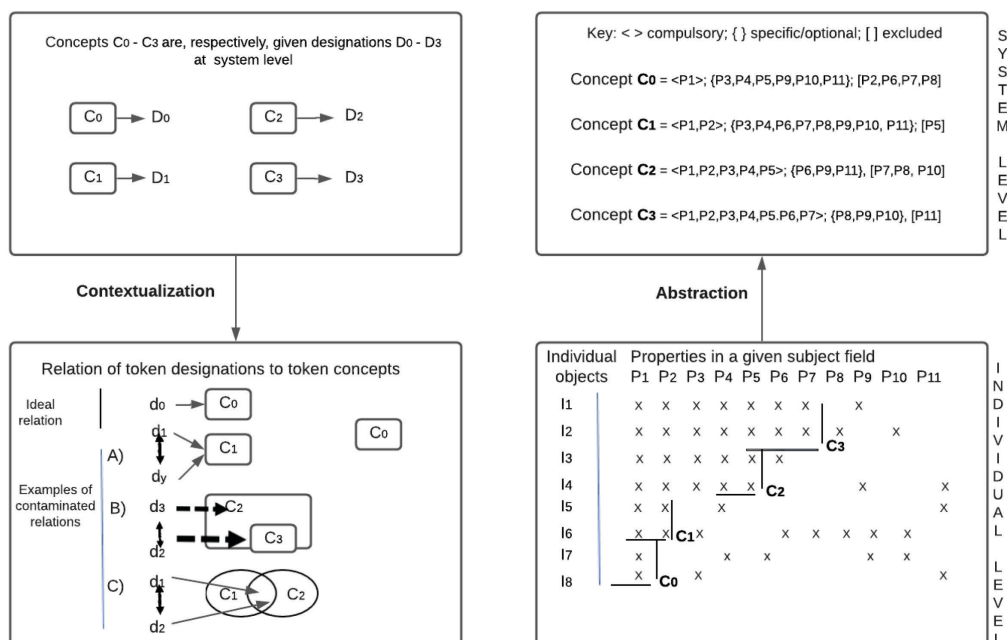 Concepts C0 - C3 are, respectively, given designations D0 - D3
at system level
C0 D0
C2 D2
C1 D1
C3 D3
Key: < > compulsory; { } specific/optional; [ ] excluded
Concept C0 = <P1>; {P3,P4,P5,P9,P10,P11}; [P2,P6,P7,P8]
Concept C1 = <P1,P2>; {P3,P4,P6,P7,P8,P9,P10, P11}; [P5]
Concept C2 = <P1,P2,P3,P4,P5>; {P6,P9,P11}, [P7,P8, P10]
Concept C3 = <P1,P2,P3,P4,P5.P6,P7>; {P8,P9,P10}, [P11]
SYSTEM LEVEL
Contextualization
Abstraction
Relation of token designations to token concepts
Ideal
relation
d0 C0
C0
Examples of
contaminated
relations
A)
d1
C1
dy
B)
d3
C2
C3
d2
C)
d1
C1 C2
d2
Individual
objects
Properties in a given subject field
P1 P2 P3 P4 P5 P6 P7 P8 P9 P10 P11
I1 x x x x x x x x
I2 x x x x x x x x x
C3
I3 x x x x x x
I4 x x x x x x x
C2
I5 x x x x
I6 x x x x x x x x
C1
I7 x x x x x
I8 x x x
C0
INDIVIDUAL LEVEL